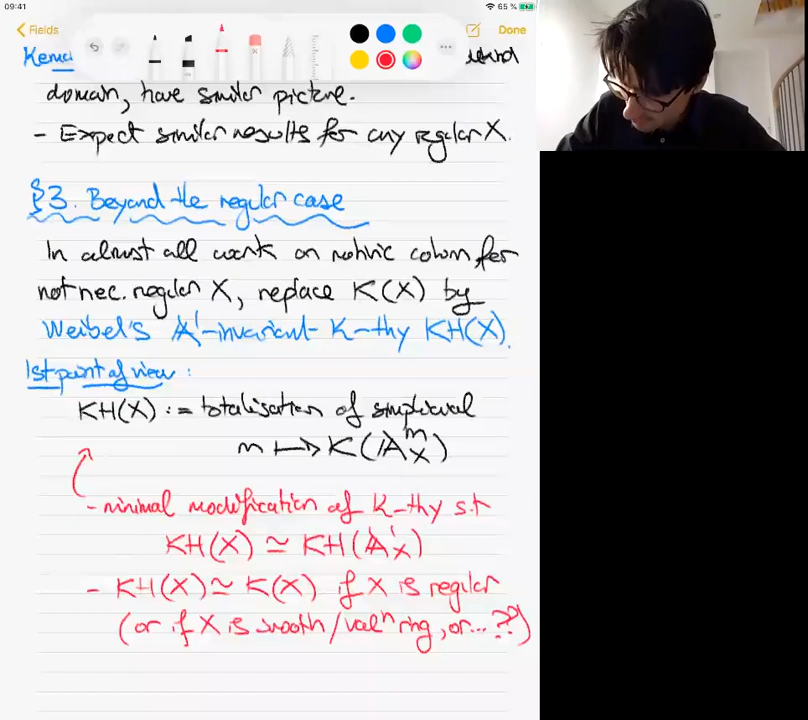 09:41
65 %
Fields
Done
domain, have similar picture.
- Expect similar results for any regular X.
§3. Beyond the regular case
In almost all work on motivic cohom. for
not nec. regular X, replace K(X) by
Weibel's A¹-invariant K-thy KH(X).
1st point of view:
KH(X) := totalisation of simplicial
m ⟼ K(A^m_X)
- minimal modification of K-thy s.t
KH(X) ≃ KH(A¹_X)
- KH(X) ≃ K(X) if X is regular
(or if X is smooth/val^n ring, or...??)